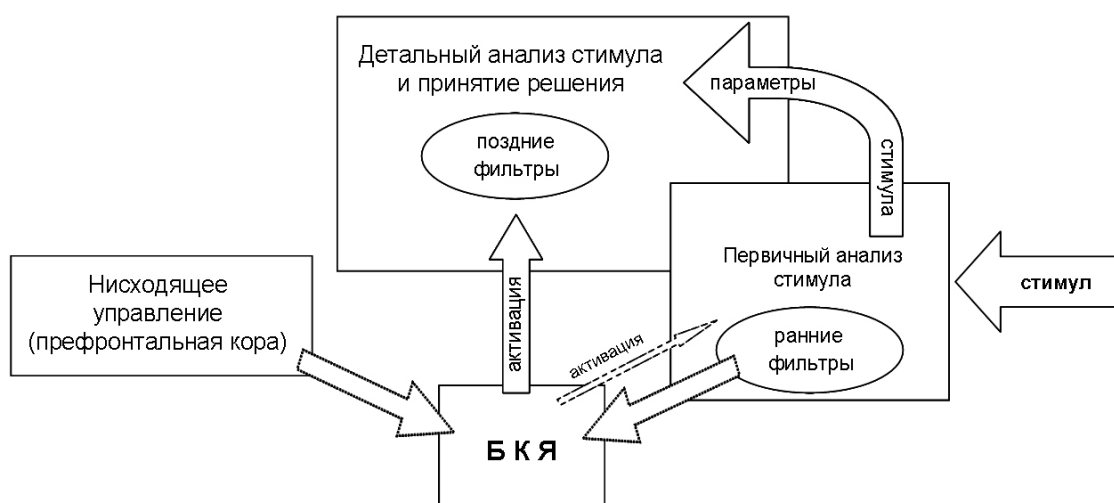 Детальный анализ стимула
и принятие решения
поздние
фильтры
параметры
стимула
Первичный анализ
стимула
ранние
фильтры
стимул
Нисходящее
управление
(префронтальная кора)
активация
активация
Б К Я